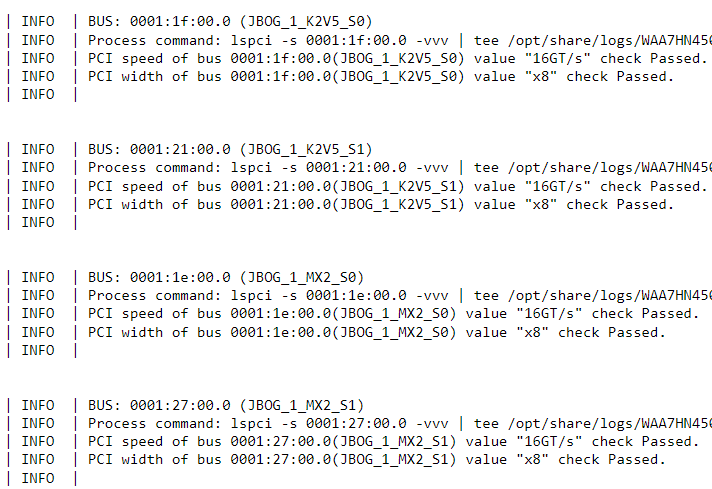 | INFO | BUS: 0001:1f:00.0 (JBOG_1_K2V5_S0)
| INFO | Process command: lspci -s 0001:1f:00.0 -vvv | tee /opt/share/logs/WAA7HN450
| INFO | PCI speed of bus 0001:1f:00.0(JBOG_1_K2V5_S0) value "16GT/s" check Passed.
| INFO | PCI width of bus 0001:1f:00.0(JBOG_1_K2V5_S0) value "x8" check Passed.
| INFO |
| INFO | BUS: 0001:21:00.0 (JBOG_1_K2V5_S1)
| INFO | Process command: lspci -s 0001:21:00.0 -vvv | tee /opt/share/logs/WAA7HN450
| INFO | PCI speed of bus 0001:21:00.0(JBOG_1_K2V5_S1) value "16GT/s" check Passed.
| INFO | PCI width of bus 0001:21:00.0(JBOG_1_K2V5_S1) value "x8" check Passed.
| INFO |
| INFO | BUS: 0001:1e:00.0 (JBOG_1_MX2_S0)
| INFO | Process command: lspci -s 0001:1e:00.0 -vvv | tee /opt/share/logs/WAA7HN450
| INFO | PCI speed of bus 0001:1e:00.0(JBOG_1_MX2_S0) value "16GT/s" check Passed.
| INFO | PCI width of bus 0001:1e:00.0(JBOG_1_MX2_S0) value "x8" check Passed.
| INFO |
| INFO | BUS: 0001:27:00.0 (JBOG_1_MX2_S1)
| INFO | Process command: lspci -s 0001:27:00.0 -vvv | tee /opt/share/logs/WAA7HN450
| INFO | PCI speed of bus 0001:27:00.0(JBOG_1_MX2_S1) value "16GT/s" check Passed.
| INFO | PCI width of bus 0001:27:00.0(JBOG_1_MX2_S1) value "x8" check Passed.
| INFO |